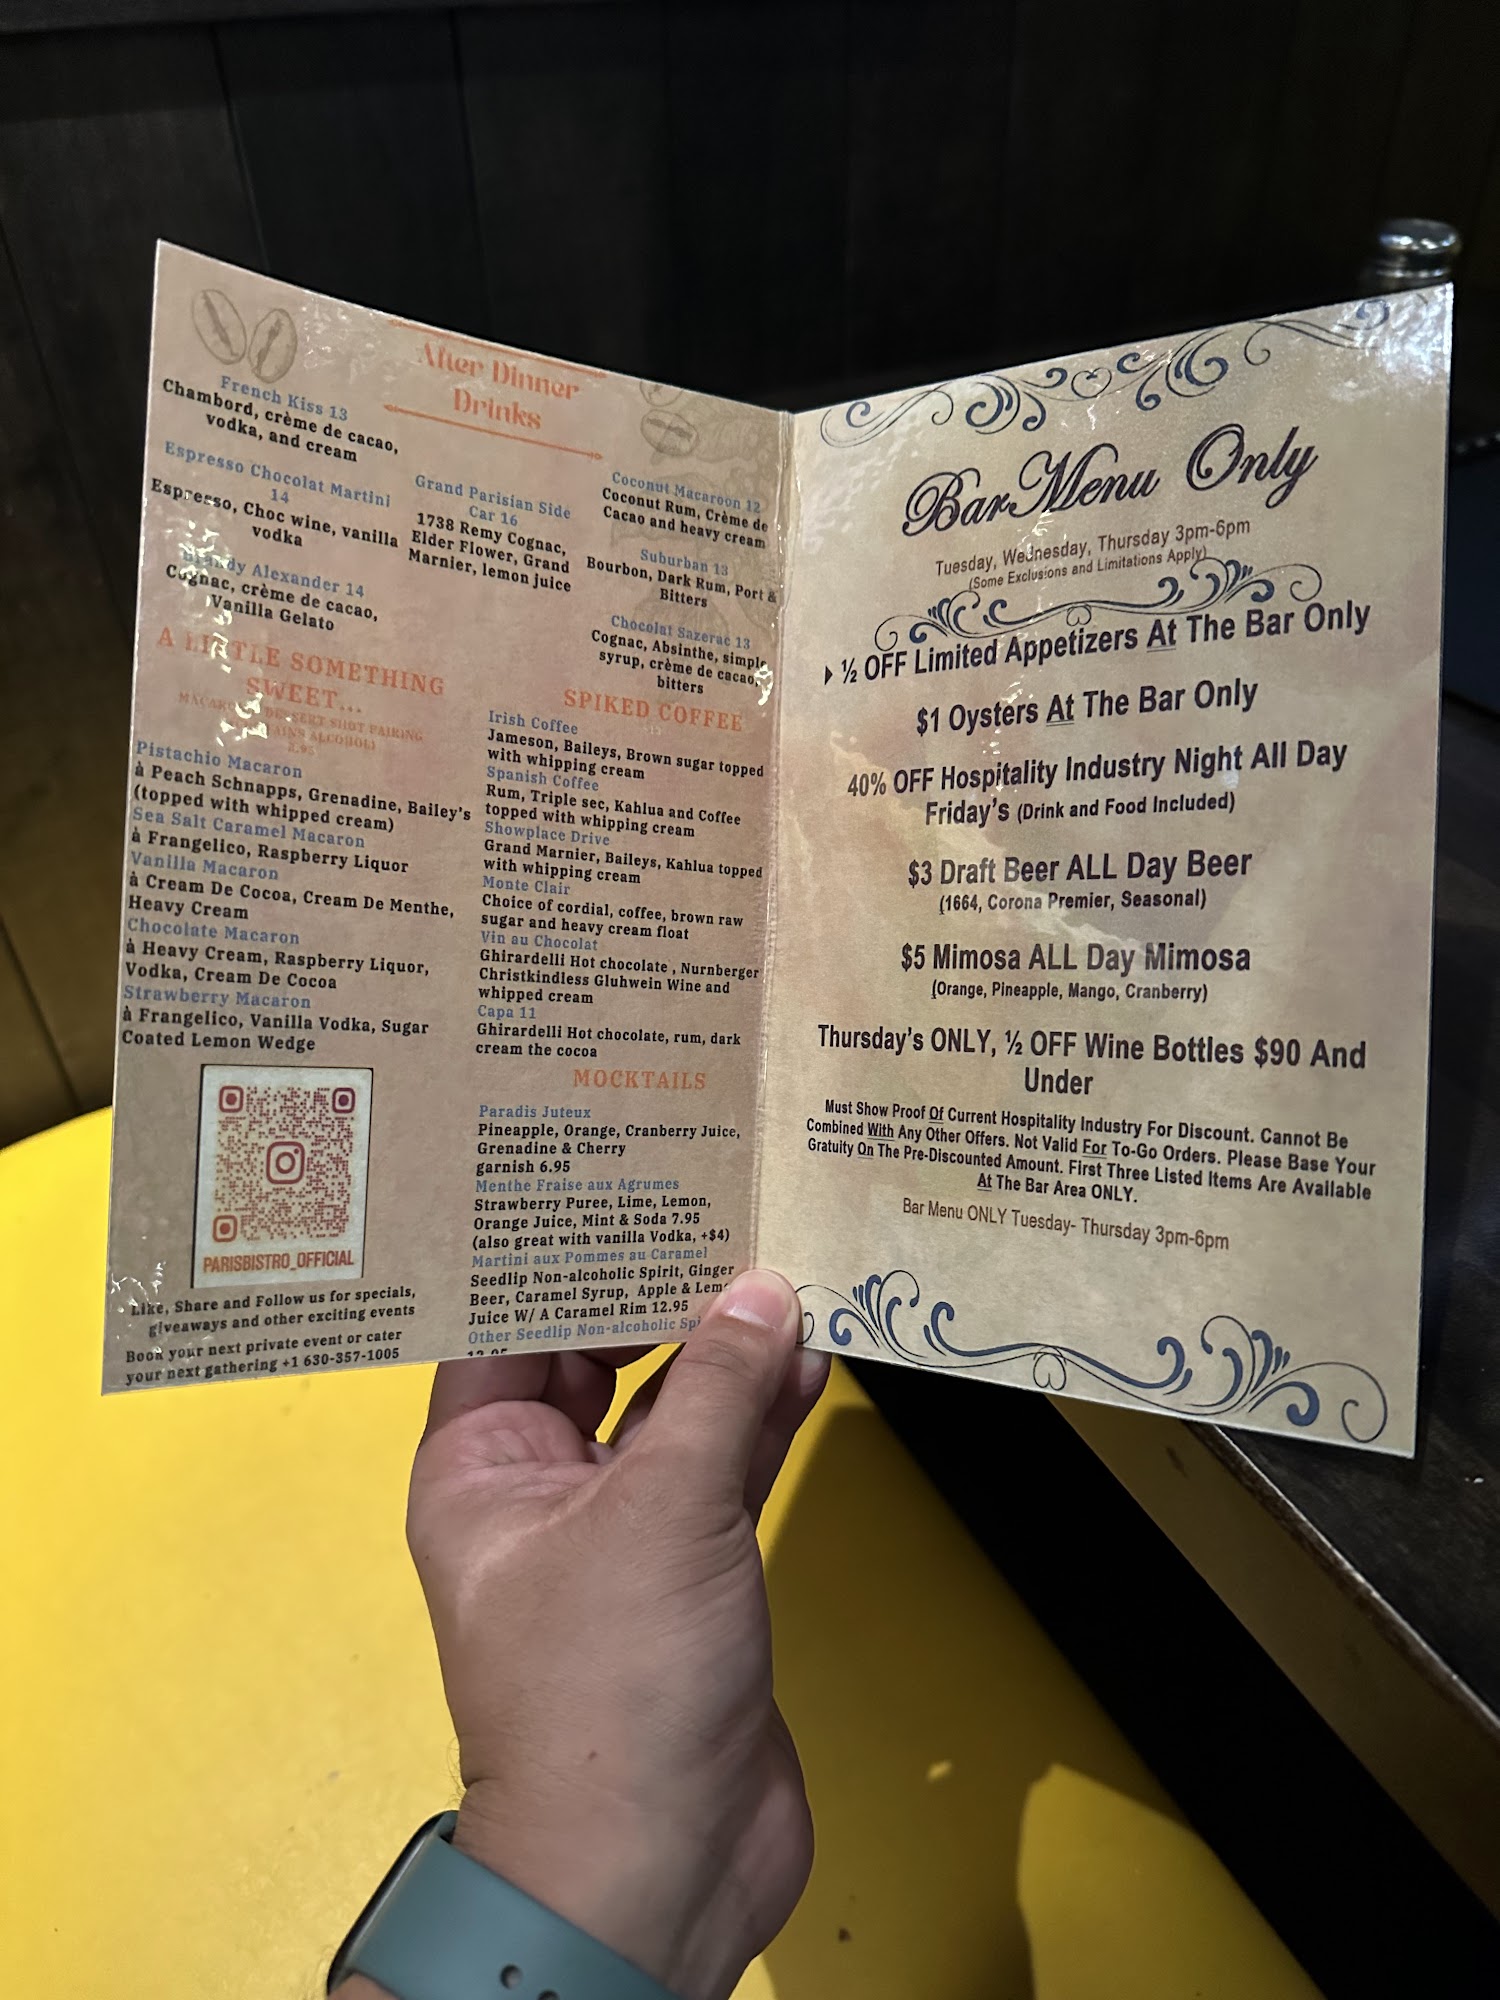 After Dinner
Drinks
French Kiss 13
Chambord, crème de cacao,
vodka, and cream
Espresso Chocolat Martini
14
Espresso, Choc wine, vanilla
vodka
Alexander 14
Cognac, crème de cacao,
Vanilla Gelato
Grand Parisian Side
Car 16
1738 Remy Cognac,
Elder Flower, Grand
Marnier, lemon juice
Coconut Macaroon 12
Coconut Rum, Crème de
Cacao and heavy cream
Suburban 13
Bourbon, Dark Rum, Port &
Bitters
Chocolat Sazerac 13
Cognac, Absinthe, simple
syrup, crème de cacao,
bitters
A LITTLE SOMETHING
SWEET...
DESSERT SHOT PAIRING
ALCOHOL)
8.95
Pistachio Macaron
à Peach Schnapps, Grenadine, Bailey's
(topped with whipped cream)
Sea Salt Caramel Macaron
à Frangelico, Raspberry Liquor
Vanilla Macaron
à Cream De Cocoa, Cream De Menthe,
Heavy Cream
Chocolate Macaron
à Heavy Cream, Raspberry Liquor,
Vodka, Cream De Cocoa
Strawberry Macaron
à Frangelico, Vanilla Vodka, Sugar
Coated Lemon Wedge
PARISBISTRO_OFFICIAL
Like, Share and Follow us for specials,
giveaways and other exciting events
Book your next private event or cater
your next gathering +1 630-357-1005
SPIKED COFFEE
Irish Coffee
Jameson, Baileys, Brown sugar topped
with whipping cream
Spanish Coffee
Rum, Triple sec, Kahlua and Coffee
topped with whipping cream
Showplace Drive
Grand Marnier, Baileys, Kahlua topped
with whipping cream
Monte Clair
Choice of cordial, coffee, brown raw
sugar and heavy cream float
Vin au Chocolat
Ghirardelli Hot chocolate , Nurnberger
Christkindless Gluhwein Wine and
whipped cream
Capa 11
Ghirardelli Hot chocolate, rum, dark
cream the cocoa
MOCKTAILS
Paradis Juteux
Pineapple, Orange, Cranberry Juice,
Grenadine & Cherry
garnish 6.95
Menthe Fraise aux Agrumes
Strawberry Puree, Lime, Lemon,
Orange Juice, Mint & Soda 7.95
(also great with vanilla Vodka, +$4)
Martini aux Pommes au Caramel
Seedlip Non-alcoholic Spirit, Ginger
Beer, Caramel Syrup, Apple &
Juice W/ A Caramel Rim 12.95
Other Seedlip Non-alcoholic
Bar Menu Only
Tuesday, Wednesday, Thursday 3pm-6pm
(Some Exclusions and Limitations Apply)
½ OFF Limited Appetizers At The Bar Only
$1 Oysters At The Bar Only
40% OFF Hospitality Industry Night All Day
Friday's (Drink and Food Included)
$3 Draft Beer ALL Day Beer
(1664, Corona Premier, Seasonal)
$5 Mimosa ALL Day Mimosa
(Orange, Pineapple, Mango, Cranberry)
Thursday's ONLY, ½ OFF Wine Bottles $90 And
Under
Must Show Proof Of Current Hospitality Industry For Discount. Cannot Be
Combined With Any Other Offers. Not Valid For To-Go Orders. Please Base Your
Gratuity On The Pre-Discounted Amount. First Three Listed Items Are Available
At The Bar Area ONLY.
Bar Menu ONLY Tuesday- Thursday 3pm-6pm